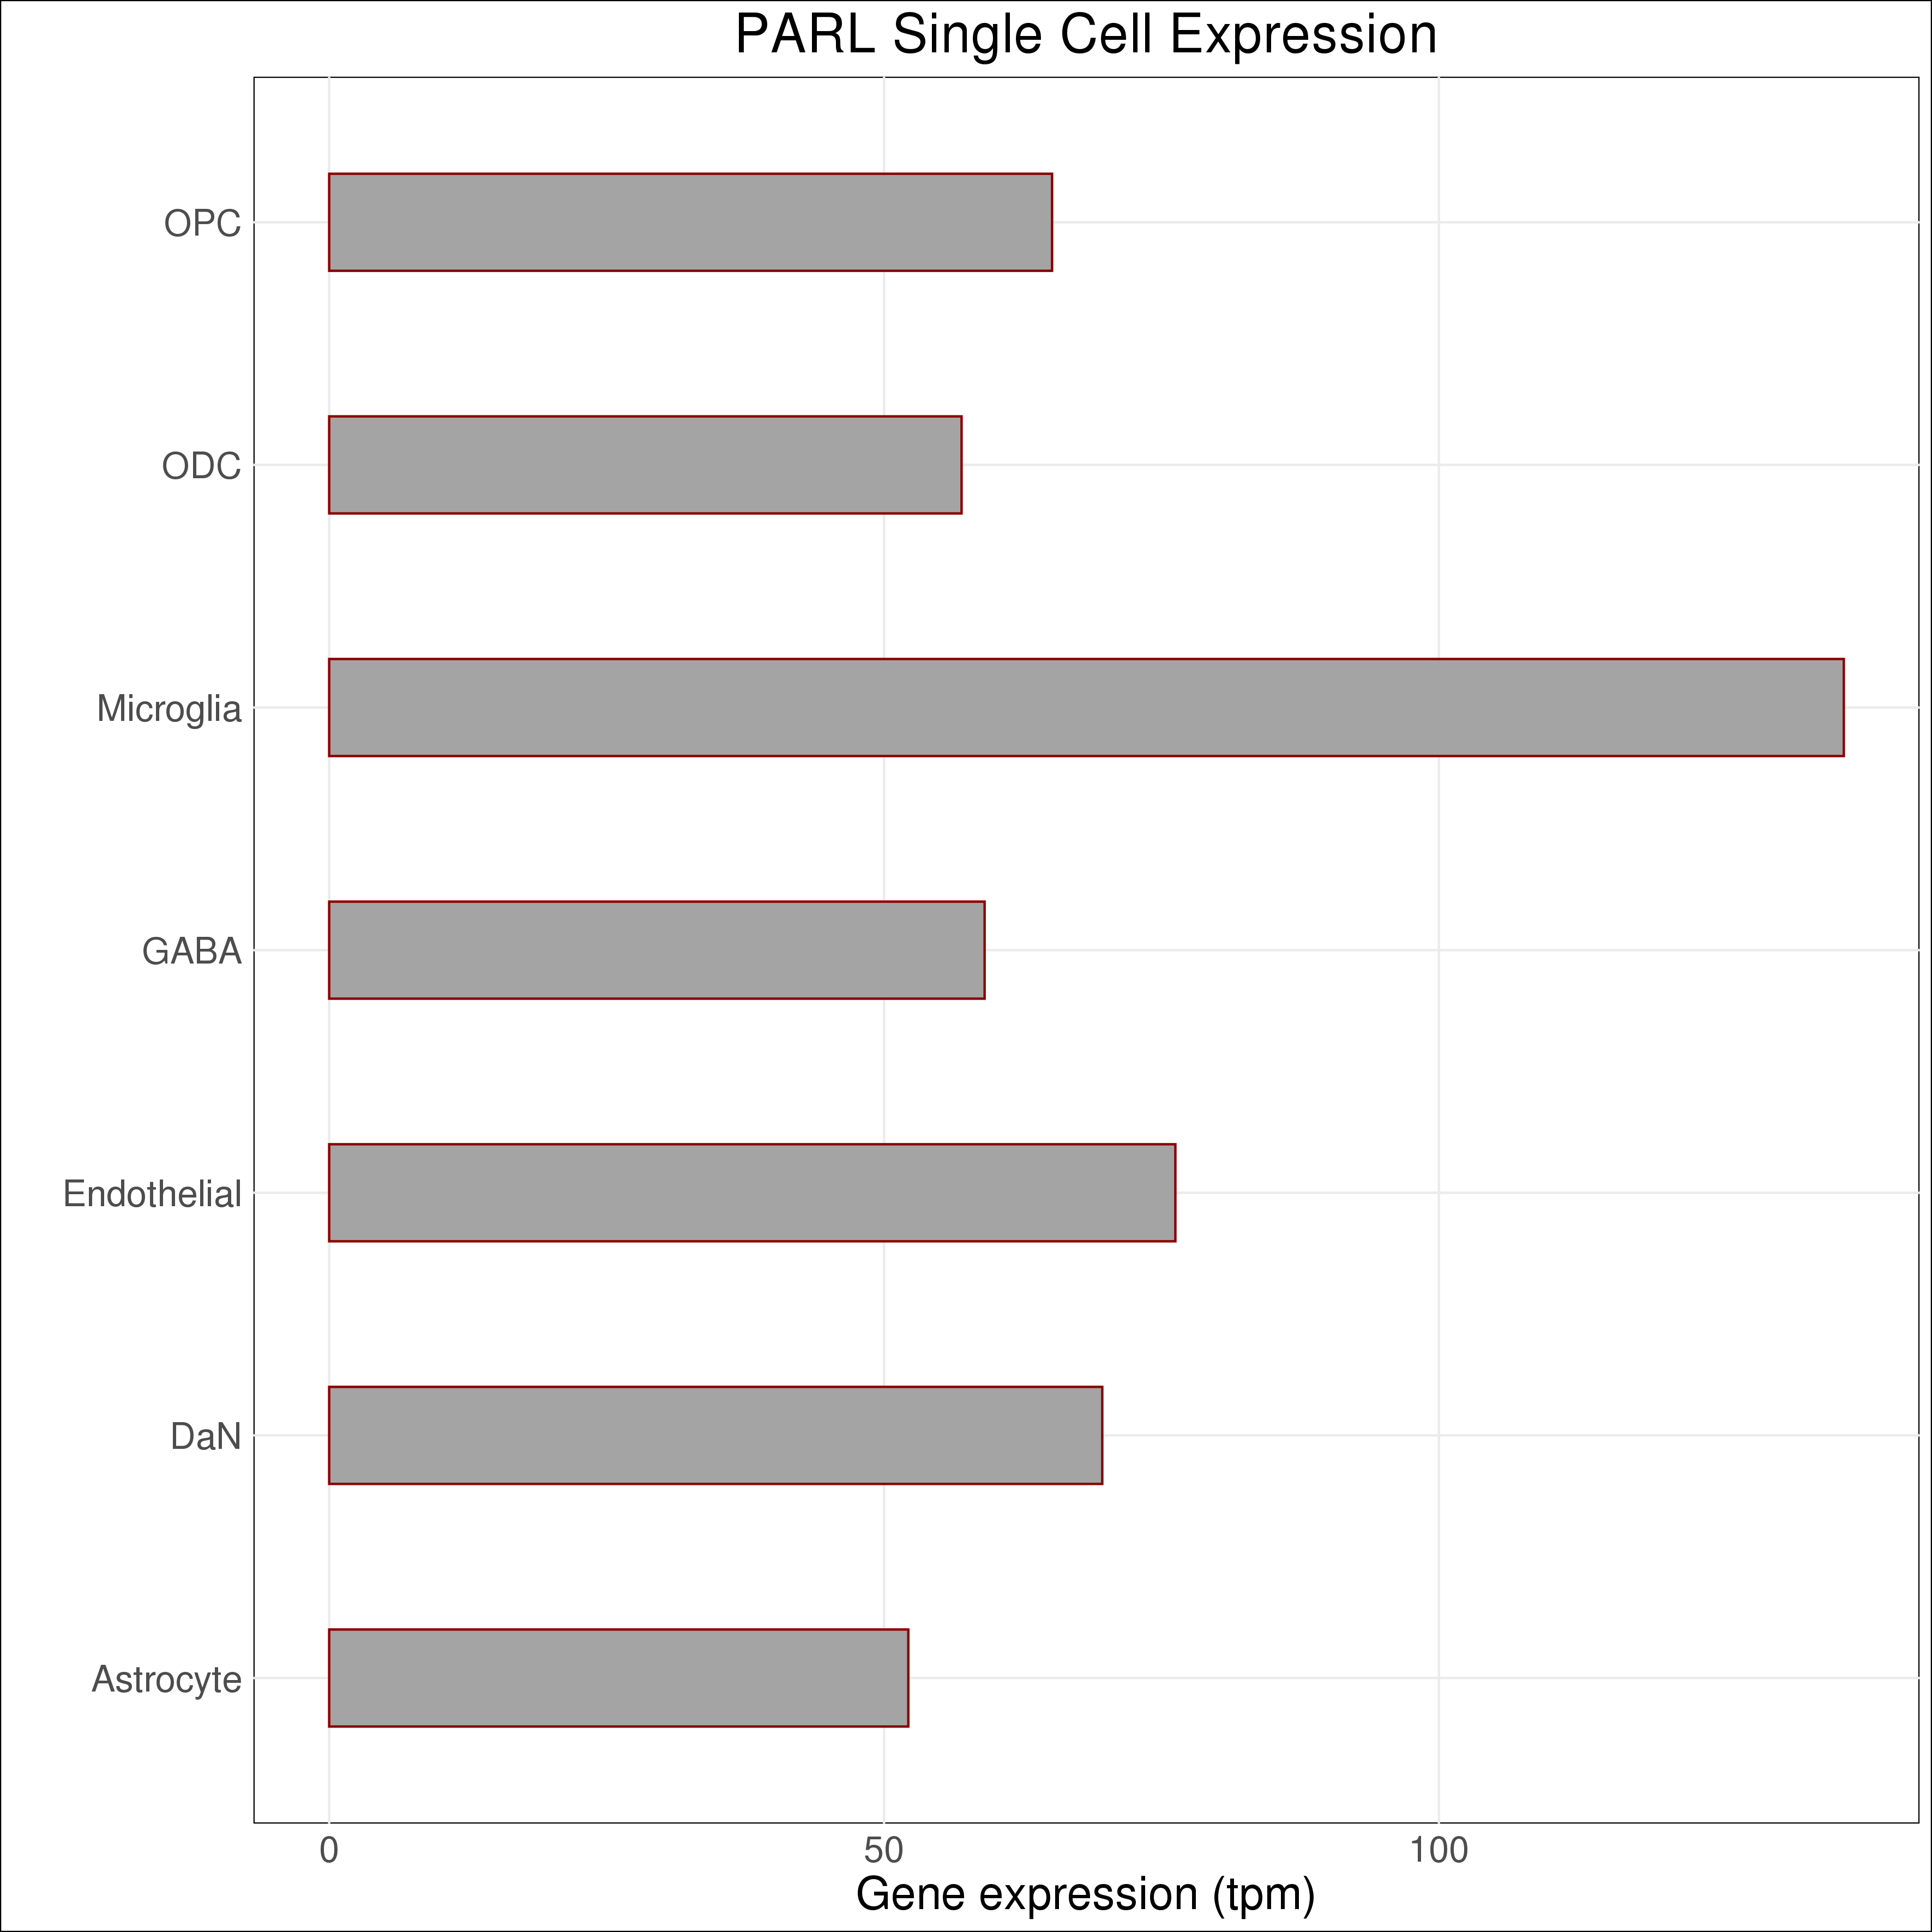 PARL Single Cell Expression
OPC
ODC
Microglia
GABA
Endothelial
DaN
Astrocyte
0 50 100
Gene expression (tpm)